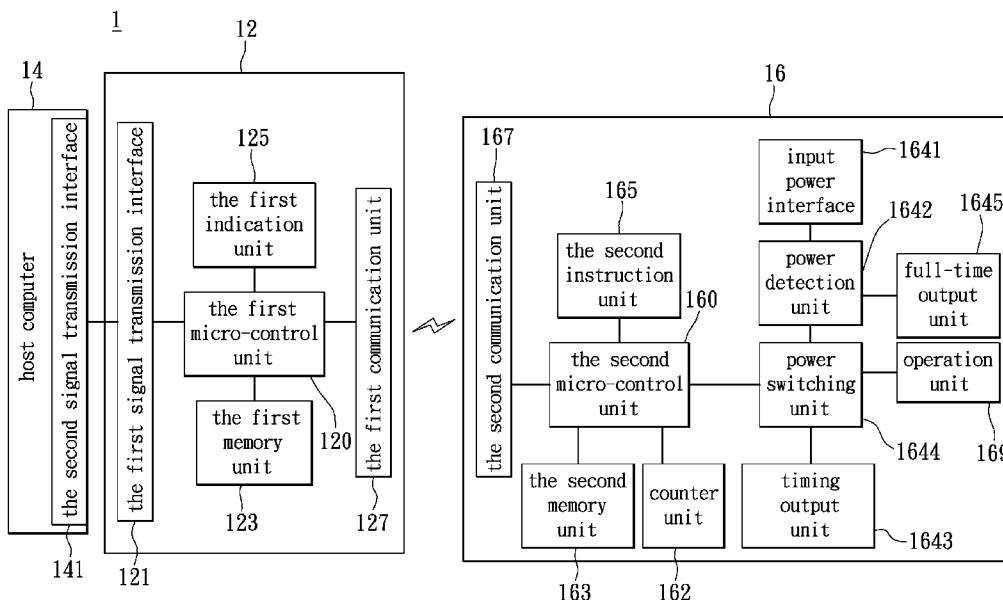 1
14
12
16
host computer
the second signal transmission interface
141
the first signal transmission interface
121
125
the first
indication
unit
the first
micro-control
unit
120
the first
memory
unit
123
the first communication unit
127
167
the second communication unit
165
the second
instruction
unit
160
the second
micro-control
unit
the second
memory
unit
163
counter
unit
162
input
power
interface
1641
power
detection
unit
1642
1645
full-time
output
unit
power
switching
unit
1644
operation
unit
169
timing
output
unit
1643